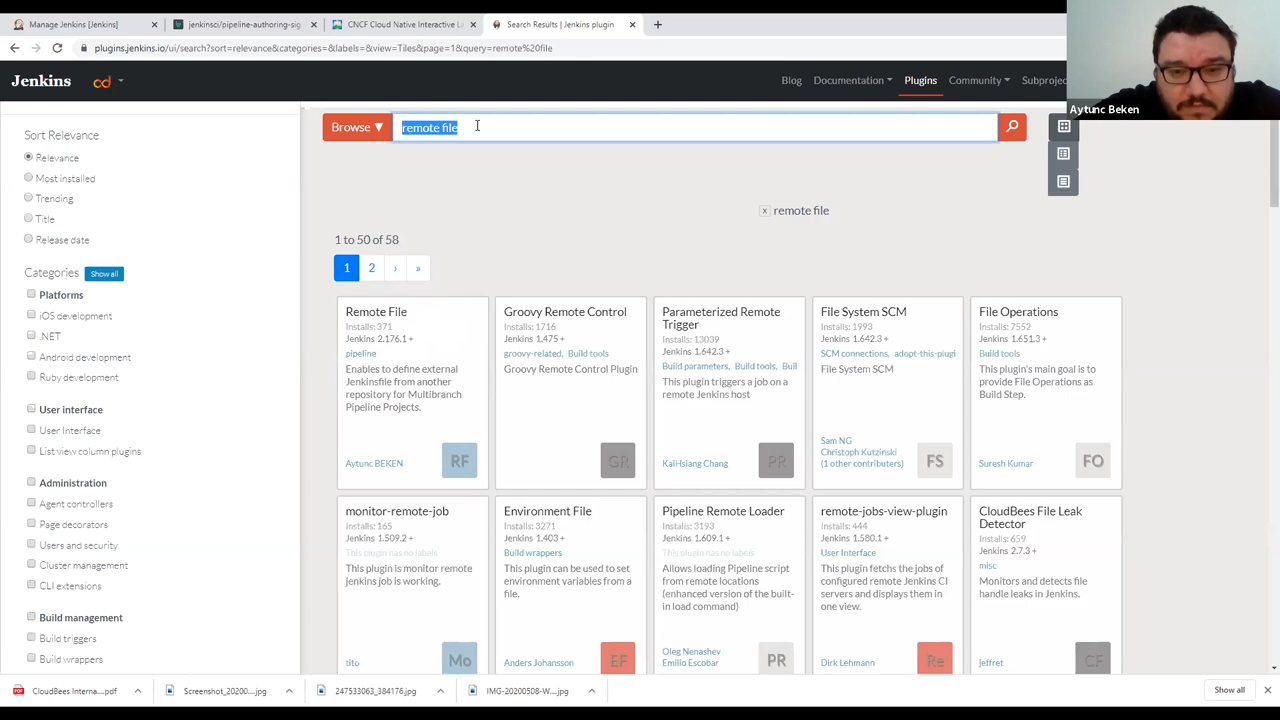 Manage Jenkins [Jenkins]
jenkinsci/pipeline-authoring-sig
CNCF Cloud Native Interactive La
Search Results | Jenkins plugin
plugins.jenkins.io/ui/search?sort=relevance&categories=&labels=&view=Tiles&page=1&query=remote%20file
Jenkins
cd
Blog
Documentation
Plugins
Community
Subproject
Aytunc Beken
Browse ▼
remote file
x remote file
1 to 50 of 58
1
2
›
»
Sort Relevance
Relevance
Most installed
Trending
Title
Release date
Categories
Show all
Platforms
iOS development
.NET
Android development
Ruby development
User interface
User Interface
List view column plugins
Administration
Agent controllers
Page decorators
Users and security
Cluster management
CLI extensions
Build management
Build triggers
Build wrappers
Remote File
Installs: 371
Jenkins 2.176.1 +
pipeline
Enables to define external
Jenkinsfile from another
repository for Multibranch
Pipeline Projects.
Aytunc BEKEN
RF
Groovy Remote Control
Installs: 1716
Jenkins 1.475 +
groovy-related, Build tools
Groovy Remote Control Plugin
GR
Parameterized Remote
Trigger
Installs: 13039
Jenkins 1.642.3 +
Build parameters, Build tools, Buil
This plugin triggers a job on a
remote Jenkins host
KaiHsiang Chang
PR
File System SCM
Installs: 1993
Jenkins 1.642.3 +
SCM connections, adopt-this-plugi
File System SCM
Sam NG
Christoph Kutzinski
(1 other contributers)
FS
File Operations
Installs: 7552
Jenkins 1.651.3 +
Build tools
This plugin's main goal is to
provide File Operations as
Build Step.
Suresh Kumar
FO
monitor-remote-job
Installs: 165
Jenkins 1.509.2 +
This plugin has no labels
This plugin is monitor remote
jenkins job is working.
tito
Mo
Environment File
Installs: 3271
Jenkins 1.403 +
Build wrappers
This plugin can be used to set
environment variables from a
file.
Anders Johansson
EF
Pipeline Remote Loader
Installs: 3193
Jenkins 1.609.1 +
This plugin has no labels
Allows loading Pipeline script
from remote locations
(enhanced version of the built-
in load command)
Oleg Nenashev
Emilio Escobar
PR
remote-jobs-view-plugin
Installs: 444
Jenkins 1.580.1 +
User Interface
This plugin fetches the jobs of
configured remote Jenkins CI
servers and displays them in
one view.
Dirk Lehmann
Re
CloudBees File Leak
Detector
Installs: 659
Jenkins 2.7.3 +
misc
Monitors and detects file
handle leaks in Jenkins.
jeffret
CF
CloudBees Interna....pdf
Screenshot_20200....jpg
247533063_384176.jpg
IMG-20200508-W....jpg
Show all